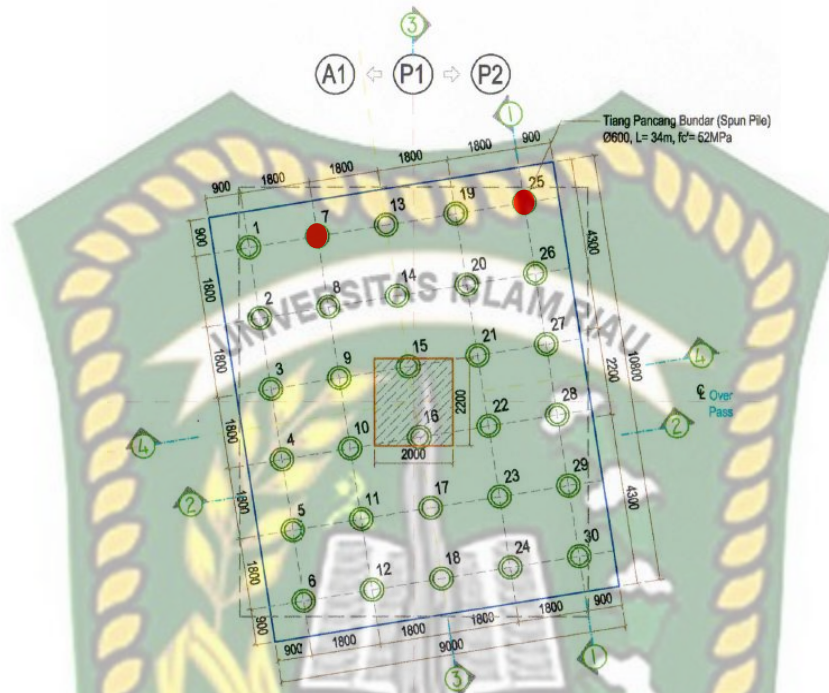 3
A1 P1 P2
1
Tiang Pancang Bundar (Spun Pile)
Ø600, L= 34m, fc'= 52MPa
900 1800 1800 1800 1800 900
1 7 13 19 25
900
4300
2 8 14 20 26
1800
UNIVERSITAS ISLAM RIAU
3 9 15 21 27
1800
4
10800
2200
℄ Over
Pass
4 10 16 22 28
2200
2000
1800
4
2
5 11 17 23 29
1800
2
4300
6 12 18 24 30
1800
900
900 1800 1800 1800 1800 900
9000
1
3